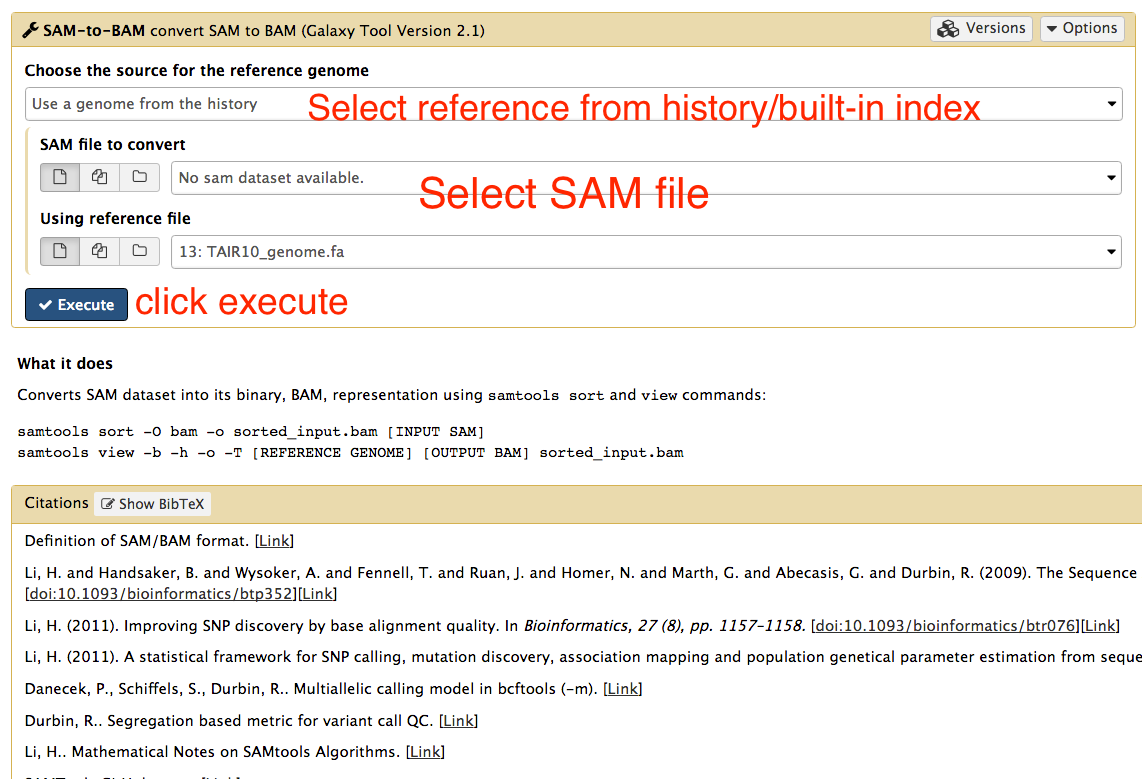 SAM-to-BAM convert SAM to BAM (Galaxy Tool Version 2.1) Versions Options
Choose the source for the reference genome
Use a genome from the history Select reference from history/built-in index
SAM file to convert
No sam dataset available. Select SAM file
Using reference file
13: TAIR10_genome.fa
Execute click execute
What it does
Converts SAM dataset into its binary, BAM, representation using samtools sort and view commands:
samtools sort -O bam -o sorted_input.bam [INPUT SAM]
samtools view -b -h -o -T [REFERENCE GENOME] [OUTPUT BAM] sorted_input.bam
Citations Show BibTeX
Definition of SAM/BAM format. [Link]
Li, H. and Handsaker, B. and Wysoker, A. and Fennell, T. and Ruan, J. and Homer, N. and Marth, G. and Abecasis, G. and Durbin, R. (2009). The Sequence
[doi:10.1093/bioinformatics/btp352][Link]
Li, H. (2011). Improving SNP discovery by base alignment quality. In Bioinformatics, 27 (8), pp. 1157–1158. [doi:10.1093/bioinformatics/btr076][Link]
Li, H. (2011). A statistical framework for SNP calling, mutation discovery, association mapping and population genetical parameter estimation from seque
Danecek, P., Schiffels, S., Durbin, R.. Multiallelic calling model in bcftools (-m). [Link]
Durbin, R.. Segregation based metric for variant call QC. [Link]
Li, H.. Mathematical Notes on SAMtools Algorithms. [Link]